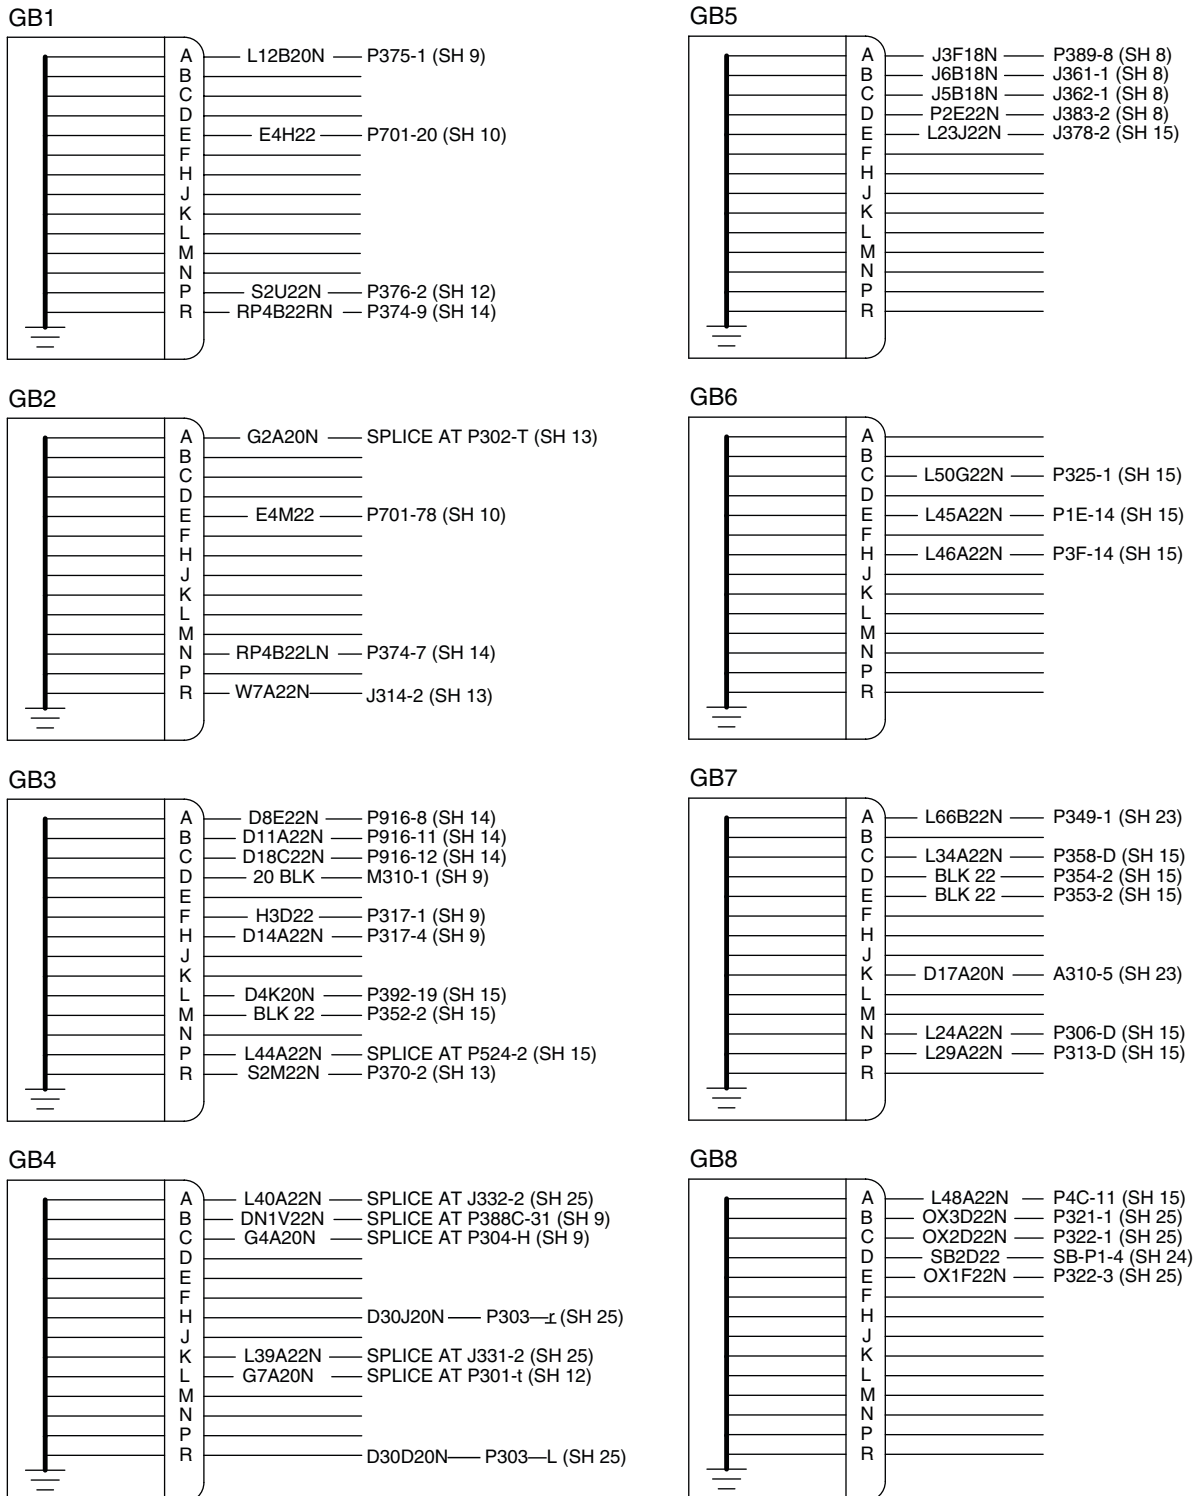 GB1
A L12B20N P375-1 (SH 9)
B
C
D
E E4H22 P701-20 (SH 10)
F
H
J
K
L
M
N
P S2U22N P376-2 (SH 12)
R RP4B22RN P374-9 (SH 14)
GB2
A G2A20N SPLICE AT P302-T (SH 13)
B
C
D
E E4M22 P701-78 (SH 10)
F
H
J
K
L
M
N RP4B22LN P374-7 (SH 14)
P
R W7A22N J314-2 (SH 13)
GB3
A D8E22N P916-8 (SH 14)
B D11A22N P916-11 (SH 14)
C D18C22N P916-12 (SH 14)
D 20 BLK M310-1 (SH 9)
E
F H3D22 P317-1 (SH 9)
H D14A22N P317-4 (SH 9)
J
K
L D4K20N P392-19 (SH 15)
M BLK 22 P352-2 (SH 15)
N
P L44A22N SPLICE AT P524-2 (SH 15)
R S2M22N P370-2 (SH 13)
GB4
A L40A22N SPLICE AT J332-2 (SH 25)
B DN1V22N SPLICE AT P388C-31 (SH 9)
C G4A20N SPLICE AT P304-H (SH 9)
D
E
F
H D30J20N P303—r (SH 25)
J
K L39A22N SPLICE AT J331-2 (SH 25)
L G7A20N SPLICE AT P301-t (SH 12)
M
N
P
R D30D20N P303—L (SH 25)
GB5
A J3F18N P389-8 (SH 8)
B J6B18N J361-1 (SH 8)
C J5B18N J362-1 (SH 8)
D P2E22N J383-2 (SH 8)
E L23J22N J378-2 (SH 15)
F
H
J
K
L
M
N
P
R
GB6
A
B
C L50G22N P325-1 (SH 15)
D
E L45A22N P1E-14 (SH 15)
F
H L46A22N P3F-14 (SH 15)
J
K
L
M
N
P
R
GB7
A L66B22N P349-1 (SH 23)
B
C L34A22N P358-D (SH 15)
D BLK 22 P354-2 (SH 15)
E BLK 22 P353-2 (SH 15)
F
H
J
K D17A20N A310-5 (SH 23)
L
M
N L24A22N P306-D (SH 15)
P L29A22N P313-D (SH 15)
R
GB8
A L48A22N P4C-11 (SH 15)
B OX3D22N P321-1 (SH 25)
C OX2D22N P322-1 (SH 25)
D SB2D22 SB-P1-4 (SH 24)
E OX1F22N P322-3 (SH 25)
F
H
J
K
L
M
N
P
R